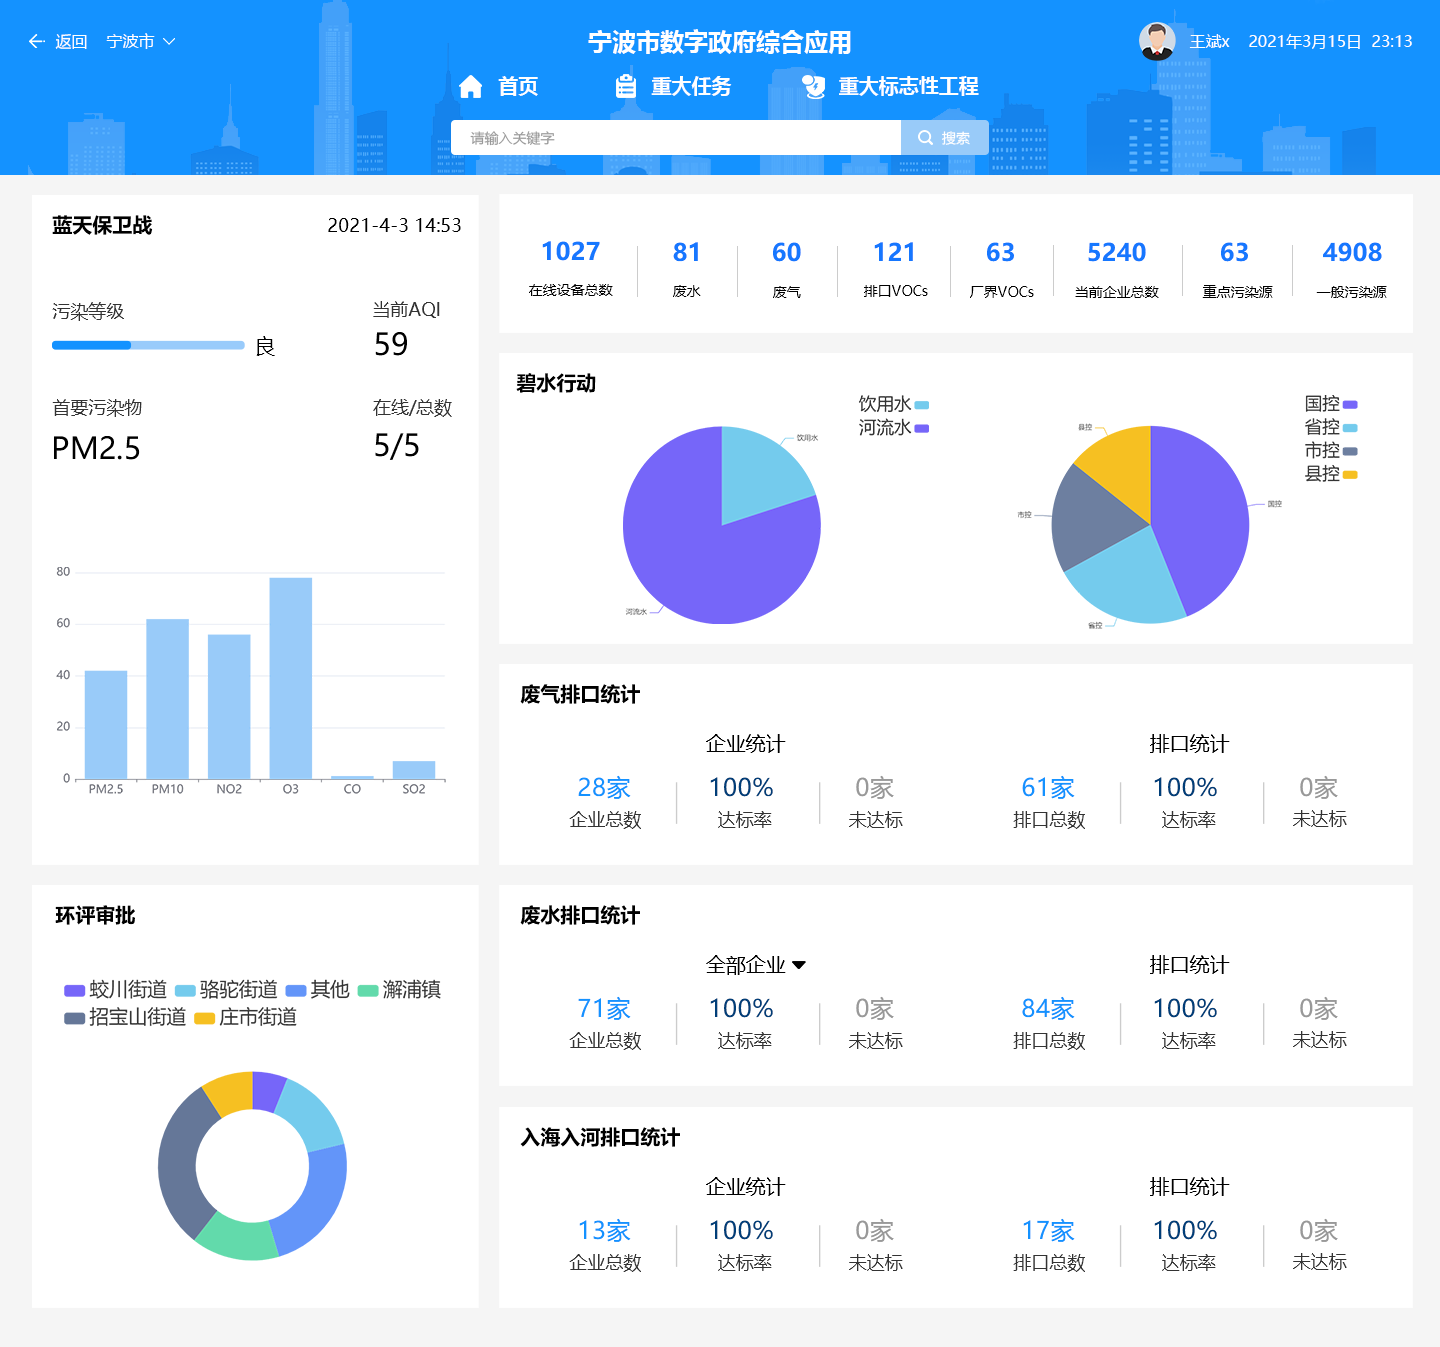 返回 宁波市
宁波市数字政府综合应用
王斌x 2021年3月15日 23:13
首页 重大任务 重大标志性工程
请输入关键字 搜索
蓝天保卫战 2021-4-3 14:53
污染等级 当前AQI
良 59
首要污染物 在线/总数
PM2.5 5/5
80
60
40
20
0
PM2.5 PM10 NO2 O3 CO SO2
1027 81 60 121 63 5240 63 4908
在线设备总数 废水 废气 排口VOCs 厂界VOCs 当前企业总数 重点污染源 一般污染源
碧水行动
饮用水
河流水
饮用水
河流水
国控
省控
市控
县控
县控
国控
市控
省控
废气排口统计
企业统计 排口统计
28家 100% 0家 61家 100% 0家
企业总数 达标率 未达标 排口总数 达标率 未达标
环评审批
蛟川街道 骆驼街道 其他 澥浦镇
招宝山街道 庄市街道
废水排口统计
全部企业 排口统计
71家 100% 0家 84家 100% 0家
企业总数 达标率 未达标 排口总数 达标率 未达标
入海入河排口统计
企业统计 排口统计
13家 100% 0家 17家 100% 0家
企业总数 达标率 未达标 排口总数 达标率 未达标